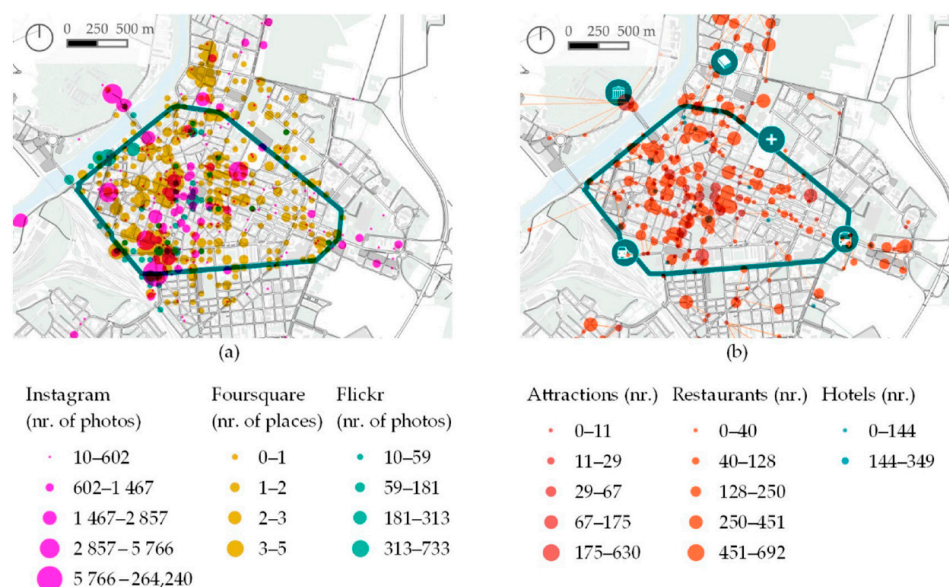 0 250 500 m
0 250 500 m
(a)
(b)
Instagram
(nr. of photos)
10–602
602–1 467
1 467–2 857
2 857–5 766
5 766–264,240
Foursquare
(nr. of places)
0–1
1–2
2–3
3–5
Flickr
(nr. of photos)
10–59
59–181
181–313
313–733
Attractions (nr.)
0–11
11–29
29–67
67–175
175–630
Restaurants (nr.)
0–40
40–128
128–250
250–451
451–692
Hotels (nr.)
0–144
144–349